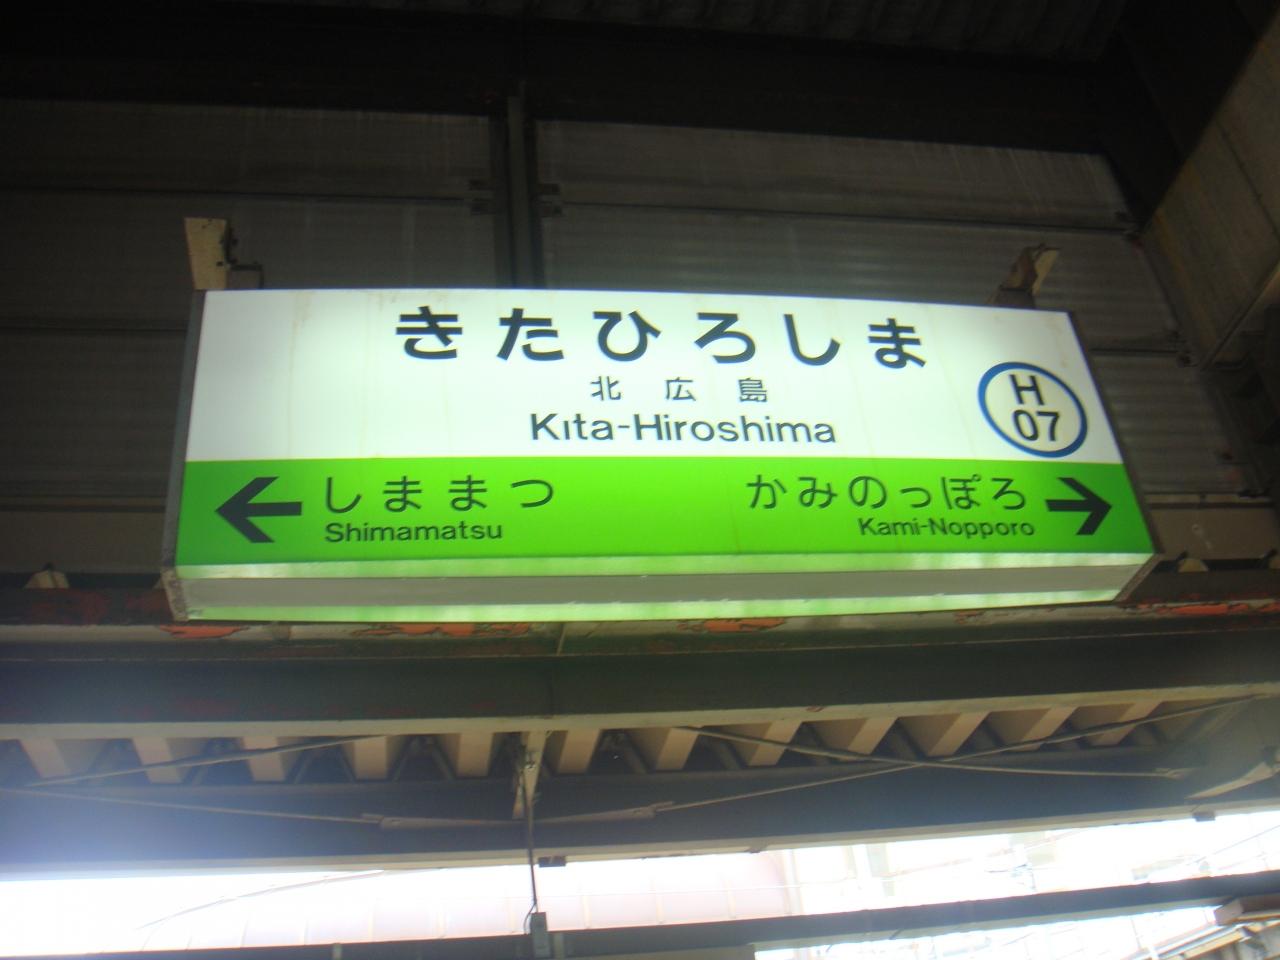 きたひろしま
北広島
Kita-Hiroshima
H
07
しままつ
Shimamatsu
かみのっぽろ
Kami-Nopporo